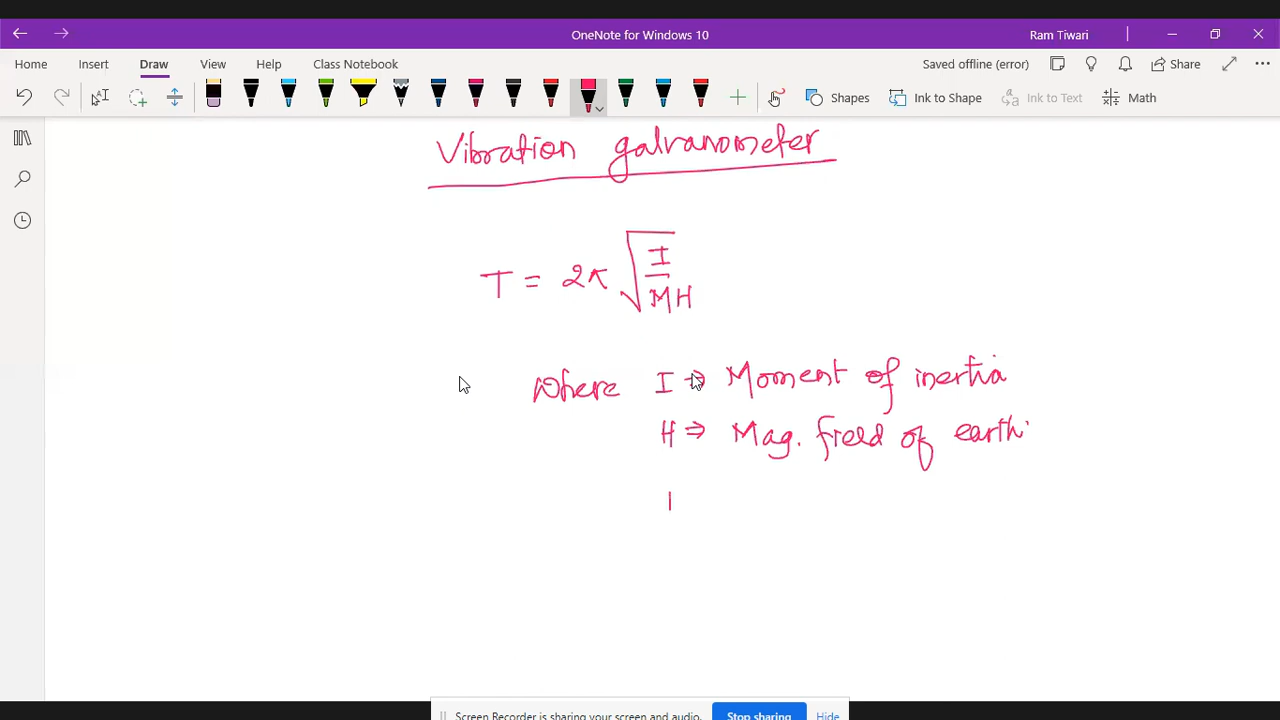 OneNote for Windows 10
Ram Tiwari
Home Insert Draw View Help Class Notebook
Saved offline (error) Share
Shapes Ink to Shape Ink to Text Math
Vibration galvanometer
T = 2π √(I/MH)
where I ⇒ Moment of inertia
H ⇒ Mag. field of earth
I
Screen Recorder is sharing your screen and audio. Stop sharing Hide